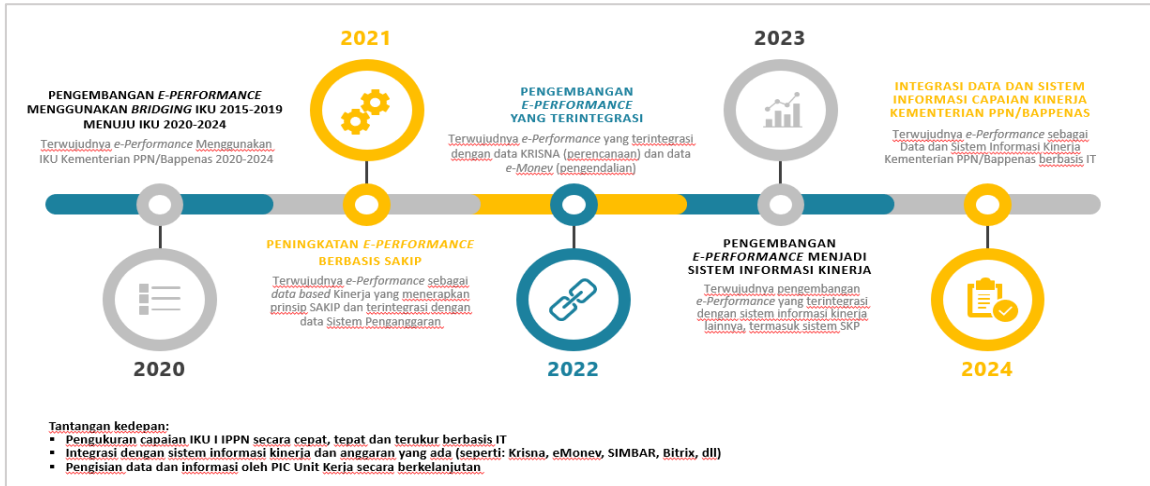 PENGEMBANGAN E-PERFORMANCE
MENGGUNAKAN BRIDGING IKU 2015-2019
MENUJU IKU 2020-2024
Terwujudnya e-Performance Menggunakan
IKU Kementerian PPN/Bappenas 2020-2024
2020
2021
PENINGKATAN E-PERFORMANCE
BERBASIS SAKIP
Terwujudnya e-Performance sebagai
data based Kinerja yang menerapkan
prinsip SAKIP dan terintegrasi dengan
data Sistem Penganggaran
PENGEMBANGAN
E-PERFORMANCE
YANG TERINTEGRASI
Terwujudnya e-Performance yang terintegrasi
dengan data KRISNA (perencanaan) dan data
e-Monev (pengendalian)
2022
2023
PENGEMBANGAN
E-PERFORMANCE MENJADI
SISTEM INFORMASI KINERJA
Terwujudnya pengembangan
e-Performance yang terintegrasi
dengan sistem informasi kinerja
lainnya, termasuk sistem SKP
INTEGRASI DATA DAN SISTEM
INFORMASI CAPAIAN KINERJA
KEMENTERIAN PPN/BAPPENAS
Terwujudnya e-Performance sebagai
Data dan Sistem Informasi Kinerja
Kementerian PPN/Bappenas berbasis IT
2024
Tantangan kedepan:
▪ Pengukuran capaian IKU I IPPN secara cepat, tepat dan terukur berbasis IT
▪ Integrasi dengan sistem informasi kinerja dan anggaran yang ada (seperti: Krisna, eMonev, SIMBAR, Bitrix, dll)
▪ Pengisian data dan informasi oleh PIC Unit Kerja secara berkelanjutan